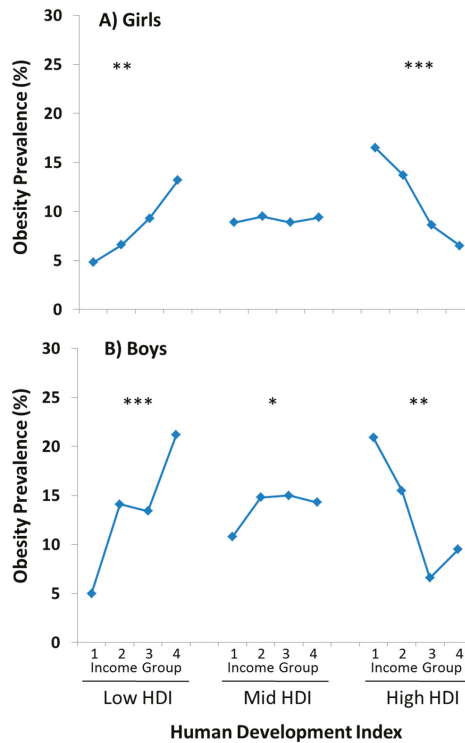 A) Girls
Obesity Prevalence (%)
30
25
20
15
10
5
0
**
***
B) Boys
Obesity Prevalence (%)
30
25
20
15
10
5
0
***
*
**
1 2 3 4 1 2 3 4 1 2 3 4
Income Group Income Group Income Group
Low HDI Mid HDI High HDI
Human Development Index